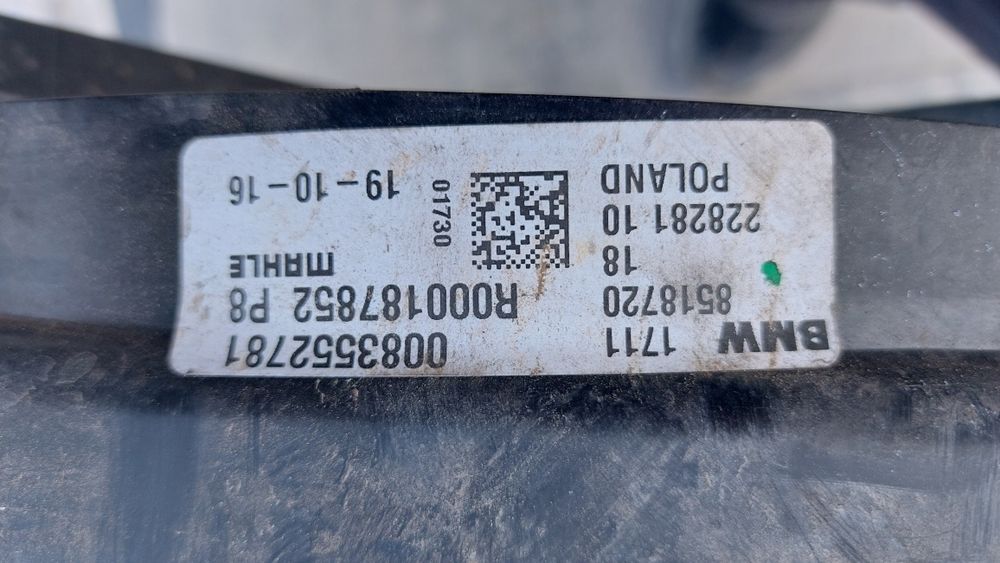 BMW 1711 0083552781
8518720 R000187852 P8
18 MAHLE
228281 10
POLAND 01730 19-10-16